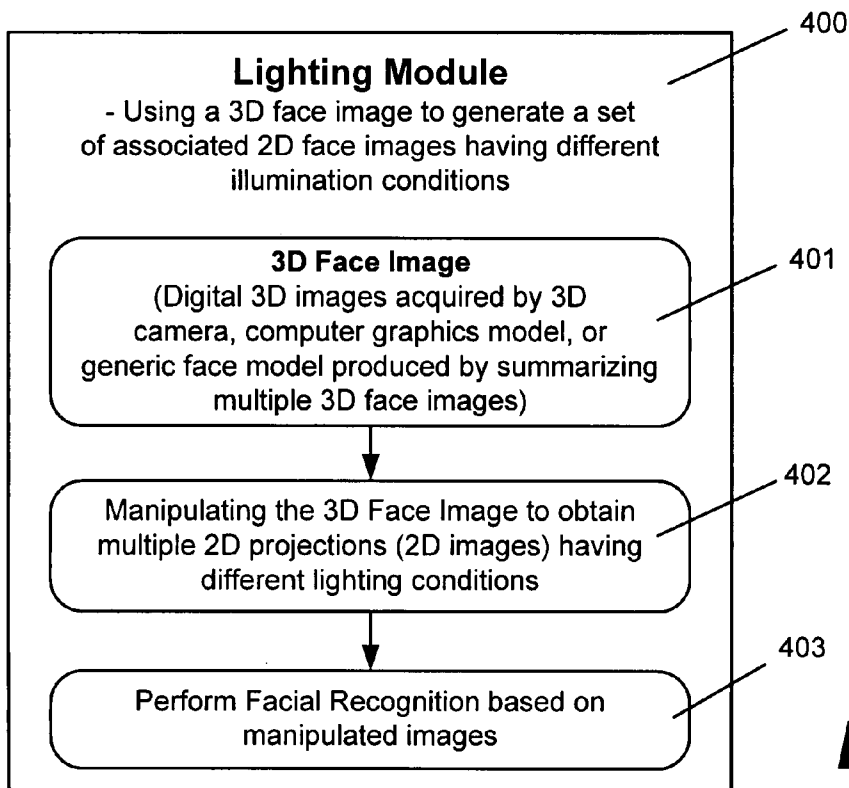 400
Lighting Module
- Using a 3D face image to generate a set
of associated 2D face images having different
illumination conditions
401
3D Face Image
(Digital 3D images acquired by 3D
camera, computer graphics model, or
generic face model produced by summarizing
multiple 3D face images)
402
Manipulating the 3D Face Image to obtain
multiple 2D projections (2D images) having
different lighting conditions
403
Perform Facial Recognition based on
manipulated images